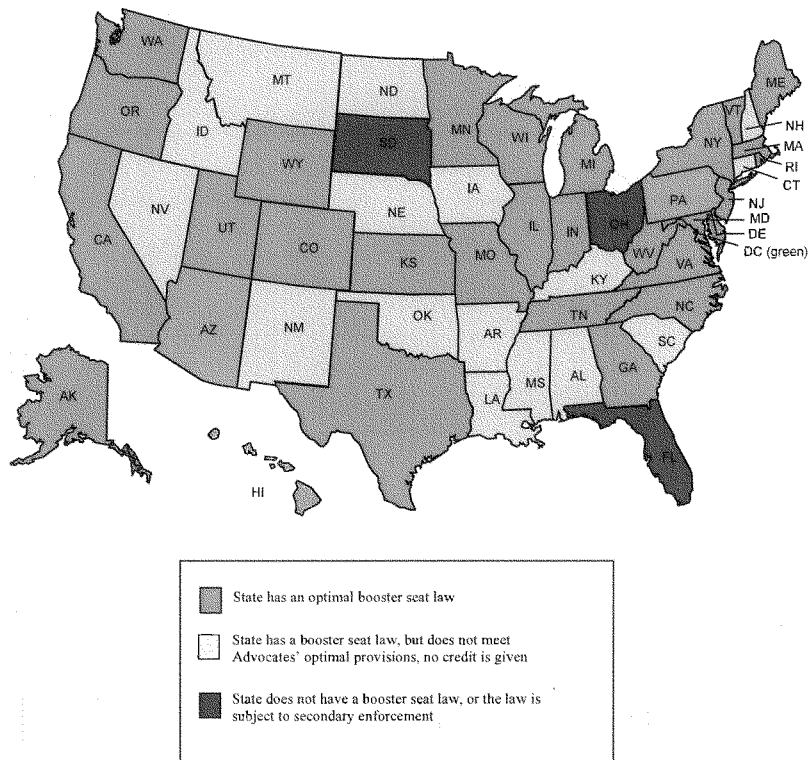 WA
MT
ND
ME
OR
ID
MN
VT
NH
SD
WI
NY
MA
WY
MI
RI
CT
IA
PA
NJ
NE
NV
OH
MD
IL
IN
DE
UT
CA
CO
WV
DC (green)
KS
MO
VA
KY
NC
TN
OK
AZ
NM
AR
SC
MS
AL
GA
TX
LA
AK
FL
HI
State has an optimal booster seat law
State has a booster seat law, but does not meet
Advocates' optimal provisions, no credit is given
State does not have a booster seat law, or the law is
subject to secondary enforcement